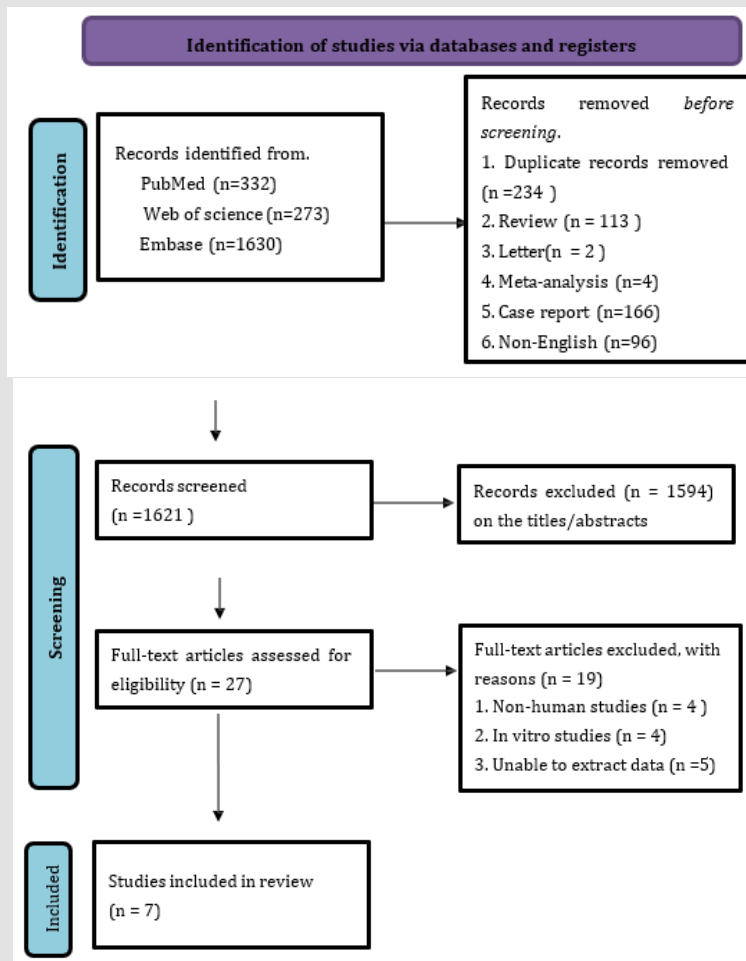 Identification of studies via databases and registers
Identification
Records identified from.
PubMed (n=332)
Web of science (n=273)
Embase (n=1630)
Records removed before
screening.
1. Duplicate records removed
(n =234 )
2. Review (n = 113 )
3. Letter(n = 2 )
4. Meta-analysis (n=4)
5. Case report (n=166)
6. Non-English (n=96)
Screening
Records screened
(n =1621 )
Records excluded (n = 1594)
on the titles/abstracts
Full-text articles assessed for
eligibility (n = 27)
Full-text articles excluded, with
reasons (n = 19)
1. Non-human studies (n = 4 )
2. In vitro studies (n = 4)
3. Unable to extract data (n =5)
Included
Studies included in review
(n = 7)